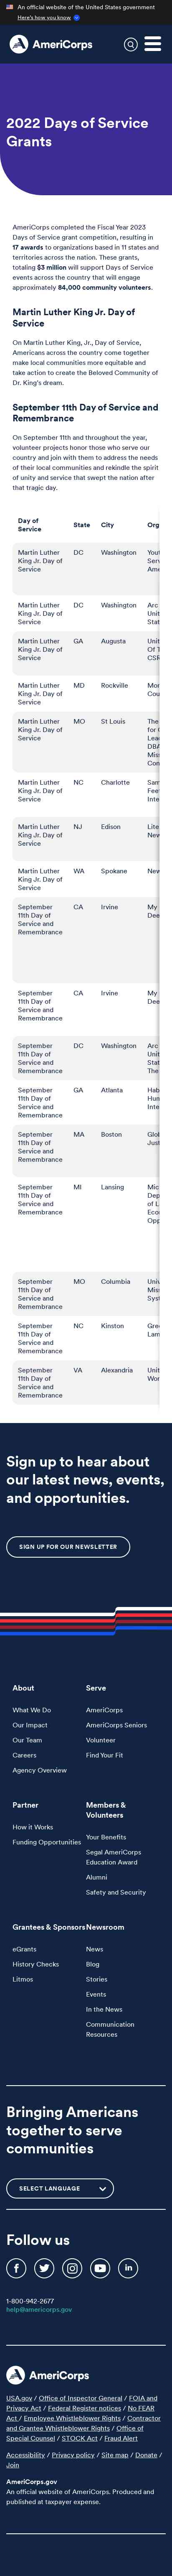 An official website of the United States government
Here's how you know
AmeriCorps
2022 Days of Service
Grants
AmeriCorps completed the Fiscal Year 2023
Days of Service grant competition, resulting in
17 awards to organizations based in 11 states and
territories within the nation. These grants,
totaling $3 million will support Days of Service
events across the country that will engage
approximately 84,000 community volunteers.
Martin Luther King Jr. Day of
Service
On Martin Luther King, Jr., Day of Service,
Americans across the country come together
make local communities more equitable and
take action to create the Beloved Community of
Dr. King's dream.
September 11th Day of Service and
Remembrance
On September 11th and throughout the year,
volunteer projects honor those we serve our
country and join with them to address the needs
of their local communities and rekindle the spirit
of unity and service that swept the nation after
that tragic day.
Day of
Service State City Org
Martin Luther
King Jr. Day of
Service DC Washington Yout
Serv
Ame
Martin Luther
King Jr. Day of
Service DC Washington Arc
Unit
Stat
Martin Luther
King Jr. Day of
Service GA Augusta Unit
Of T
CSR
Martin Luther
King Jr. Day of
Service MD Rockville Mon
Cou
Martin Luther
King Jr. Day of
Service MO St Louis The
for C
Lead
DBA
Miss
Con
Martin Luther
King Jr. Day of
Service NC Charlotte Sam
Fee
Inte
Martin Luther
King Jr. Day of
Service NJ Edison Lite
New
Martin Luther
King Jr. Day of
Service WA Spokane New
September
11th Day of
Service and
Remembrance CA Irvine My
Dee
September
11th Day of
Service and
Remembrance CA Irvine My
Dee
September
11th Day of
Service and
Remembrance DC Washington Arc
Unit
Stat
The
September
11th Day of
Service and
Remembrance GA Atlanta Hab
Hum
Inte
September
11th Day of
Service and
Remembrance MA Boston Glol
Just
September
11th Day of
Service and
Remembrance MI Lansing Mic
Dep
of L
Eco
Opp
September
11th Day of
Service and
Remembrance MO Columbia Univ
Miss
Syst
September
11th Day of
Service and
Remembrance NC Kinston Gree
Lam
September
11th Day of
Service and
Remembrance VA Alexandria Unit
Wor
Sign up to hear about
our latest news, events,
and opportunities.
SIGN UP FOR OUR NEWSLETTER
About Serve
What We Do AmeriCorps
Our Impact AmeriCorps Seniors
Our Team Volunteer
Careers Find Your Fit
Agency Overview
Partner Members &
Volunteers
How it Works
Funding Opportunities Your Benefits
Segal AmeriCorps
Education Award
Alumni
Safety and Security
Grantees & Sponsors Newsroom
eGrants News
History Checks Blog
Litmos Stories
Events
In the News
Communication
Resources
Bringing Americans
together to serve
communities
SELECT LANGUAGE
Follow us
1-800-942-2677
help@americorps.gov
AmeriCorps
USA.gov / Office of Inspector General / FOIA and
Privacy Act / Federal Register notices / No FEAR
Act / Employee Whistleblower Rights / Contractor
and Grantee Whistleblower Rights / Office of
Special Counsel / STOCK Act / Fraud Alert
Accessibility / Privacy policy / Site map / Donate /
Join
AmeriCorps.gov
An official website of AmeriCorps. Produced and
published at taxpayer expense.